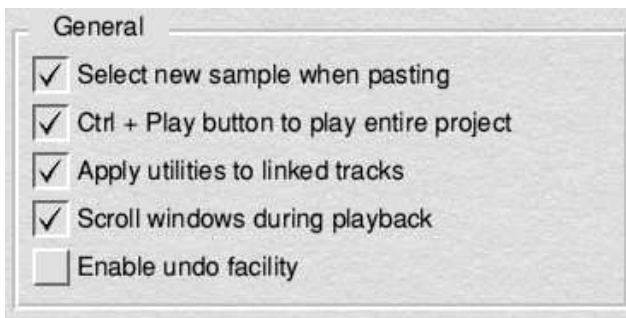 General
Select new sample when pasting
Ctrl + Play button to play entire project
Apply utilities to linked tracks
Scroll windows during playback
Enable undo facility